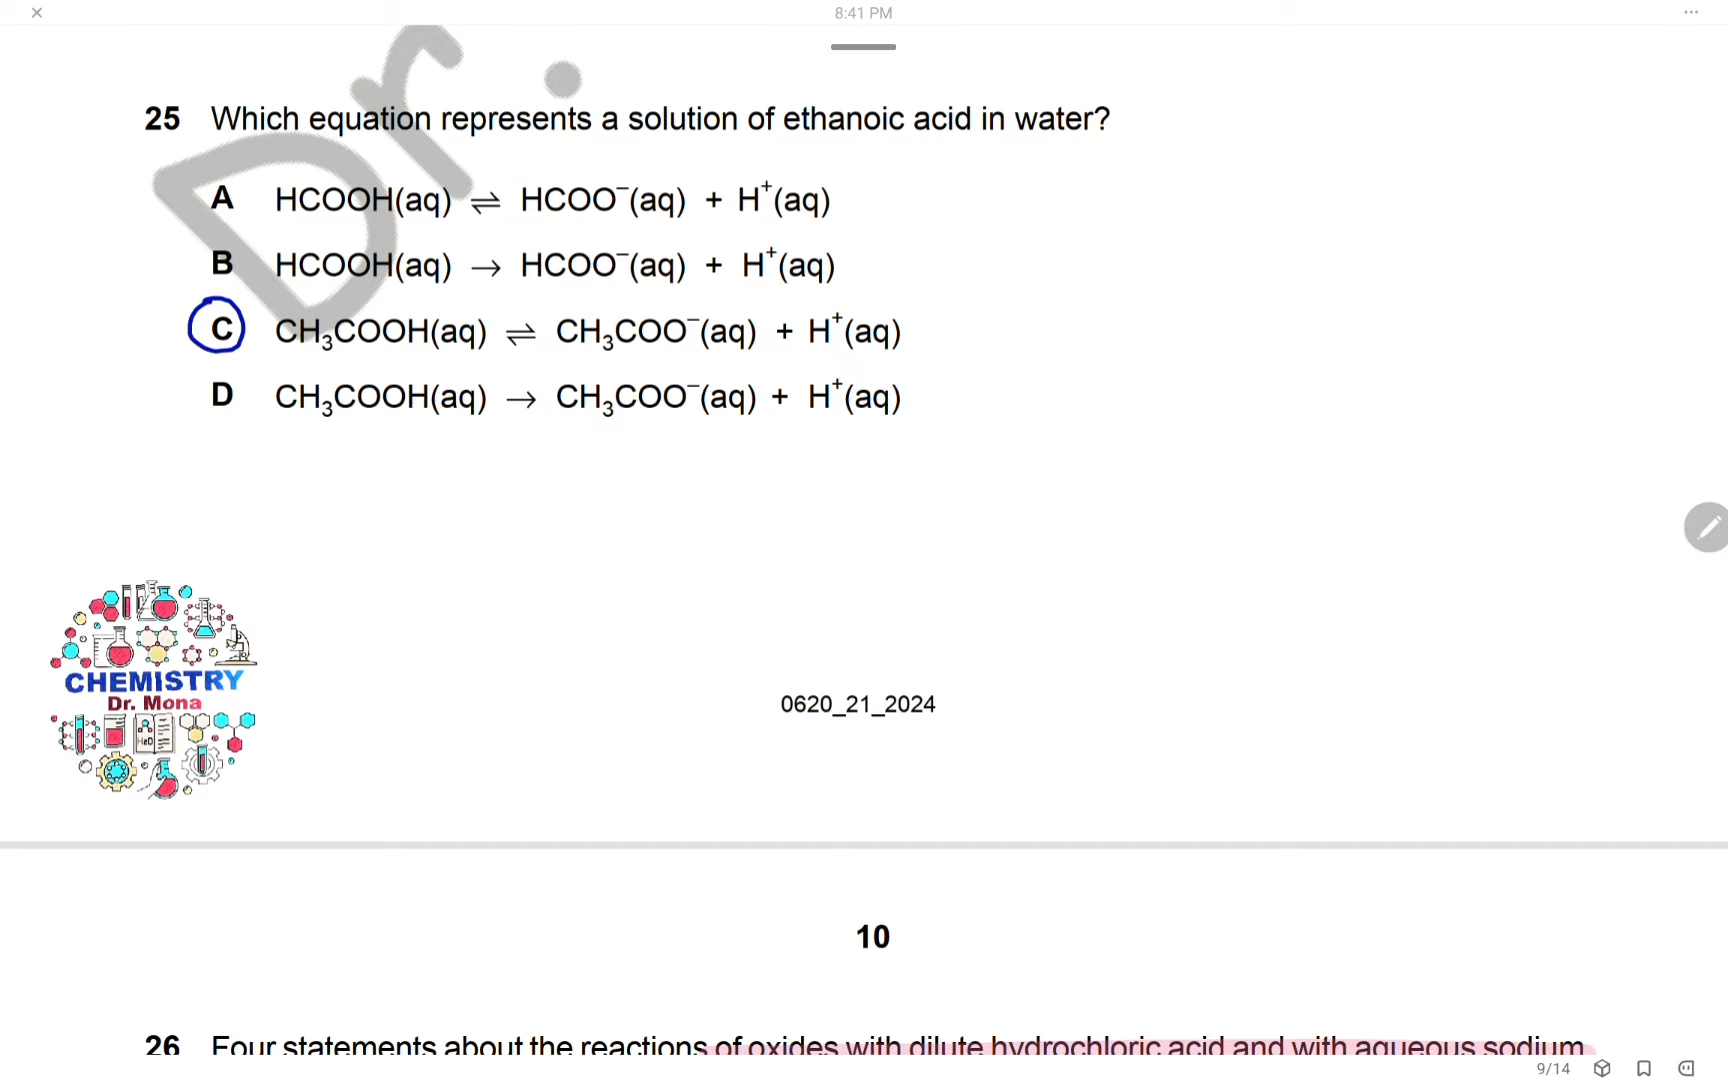 8:41 PM
Dr.
25 Which equation represents a solution of ethanoic acid in water?
A HCOOH(aq) ⇌ HCOO⁻(aq) + H⁺(aq)
B HCOOH(aq) → HCOO⁻(aq) + H⁺(aq)
C CH₃COOH(aq) ⇌ CH₃COO⁻(aq) + H⁺(aq)
D CH₃COOH(aq) → CH₃COO⁻(aq) + H⁺(aq)
CHEMISTRY
Dr. Mona
0620_21_2024
10
26 Four statements about the reactions of oxides with dilute hydrochloric acid and with aqueous sodium
9/14